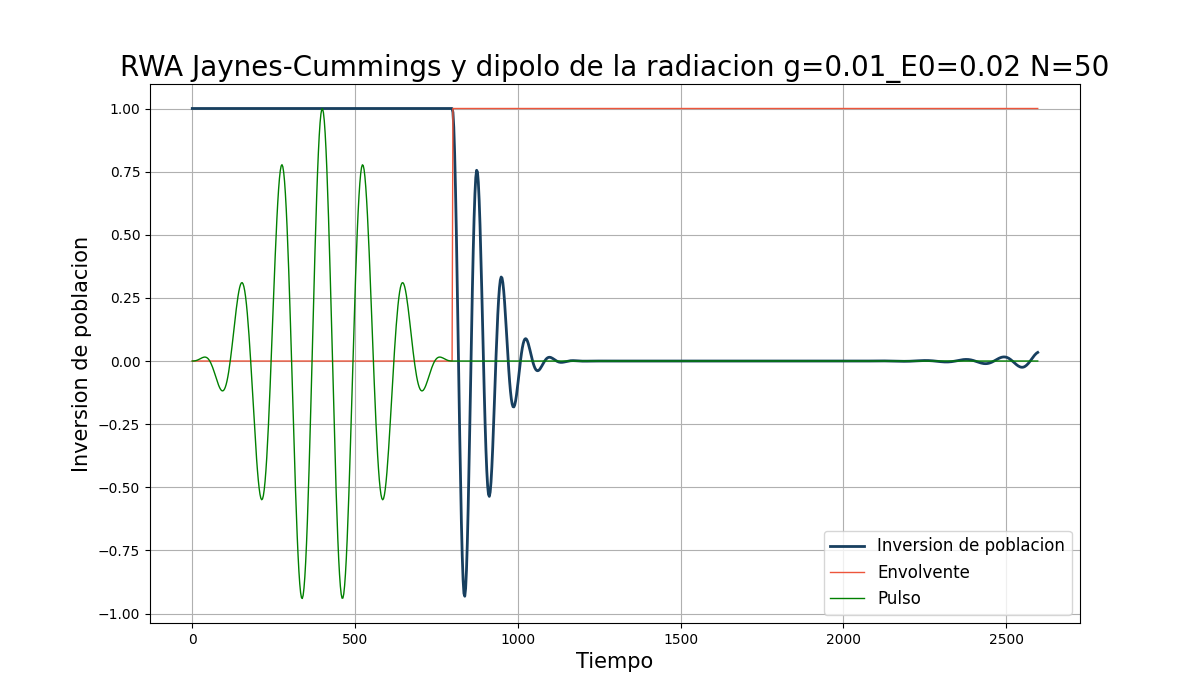 RWA Jaynes-Cummings y dipolo de la radiacion g=0.01_E0=0.02 N=50
Inversion de poblacion
1.00
0.75
0.50
0.25
0.00
−0.25
−0.50
−0.75
−1.00
Inversion de poblacion
Envolvente
Pulso
0
500
1000
1500
2000
2500
Tiempo